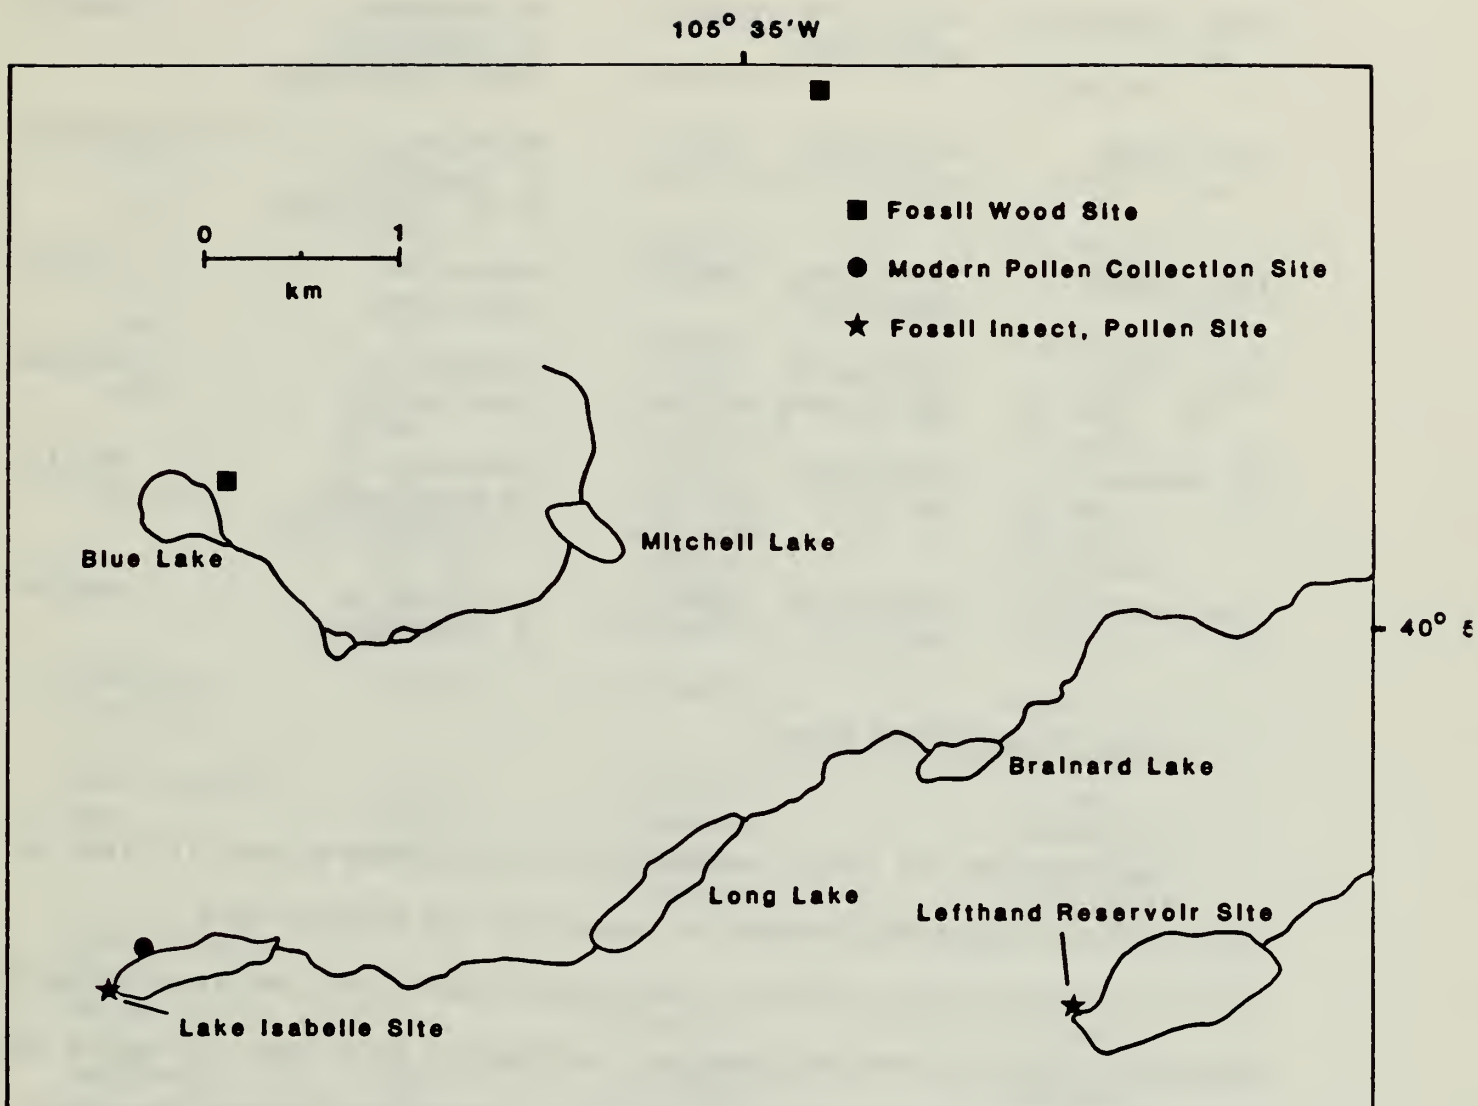 105° 35'W
Fossil Wood Site
0 1
Modern Pollen Collection Site
km
Fossil Insect, Pollen Site
Mitchell Lake
Blue Lake
40°
Brainard Lake
Long Lake
Lefthand Reservoir Site
Lake Isabelle Site